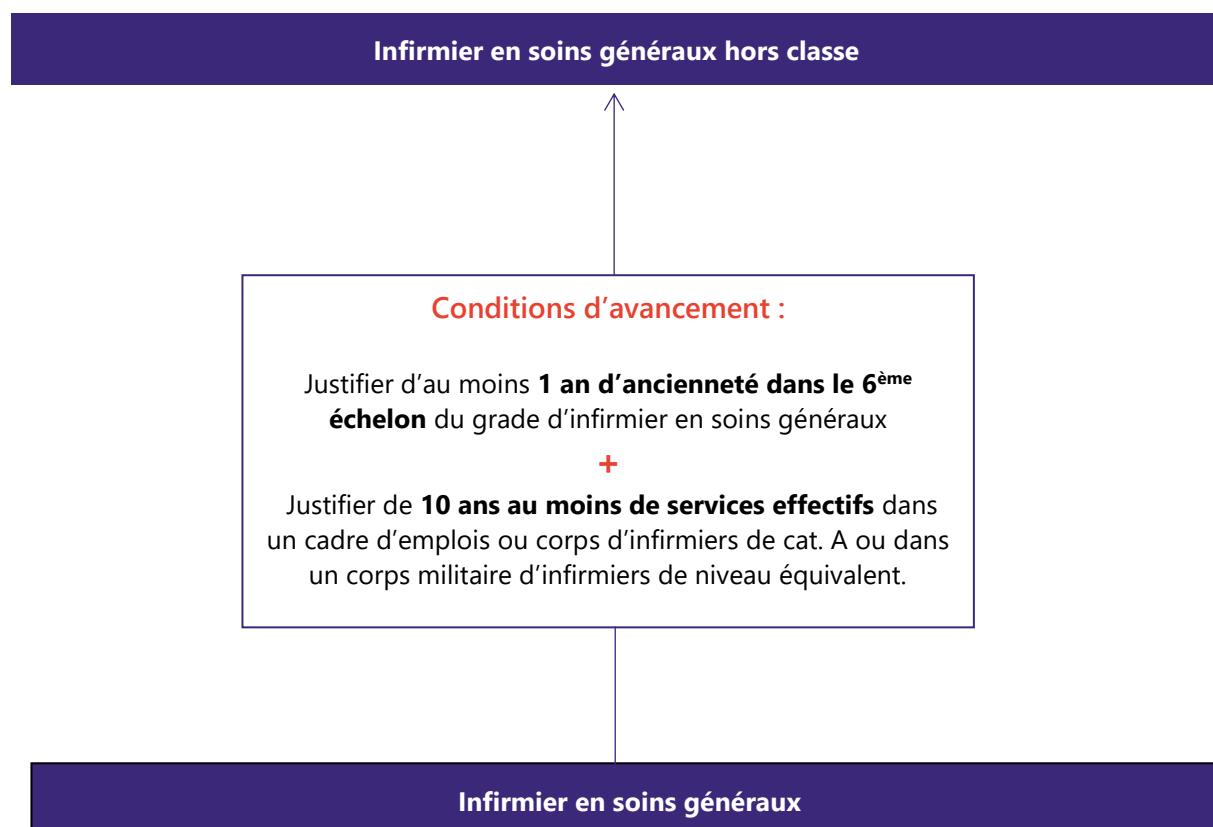 Infirmier en soins généraux hors classe
Conditions d’avancement :
Justifier d’au moins 1 an d’ancienneté dans le 6ème
échelon du grade d’infirmier en soins généraux
+
Justifier de 10 ans au moins de services effectifs dans
un cadre d’emplois ou corps d’infirmiers de cat. A ou dans
un corps militaire d’infirmiers de niveau équivalent.
Infirmier en soins généraux